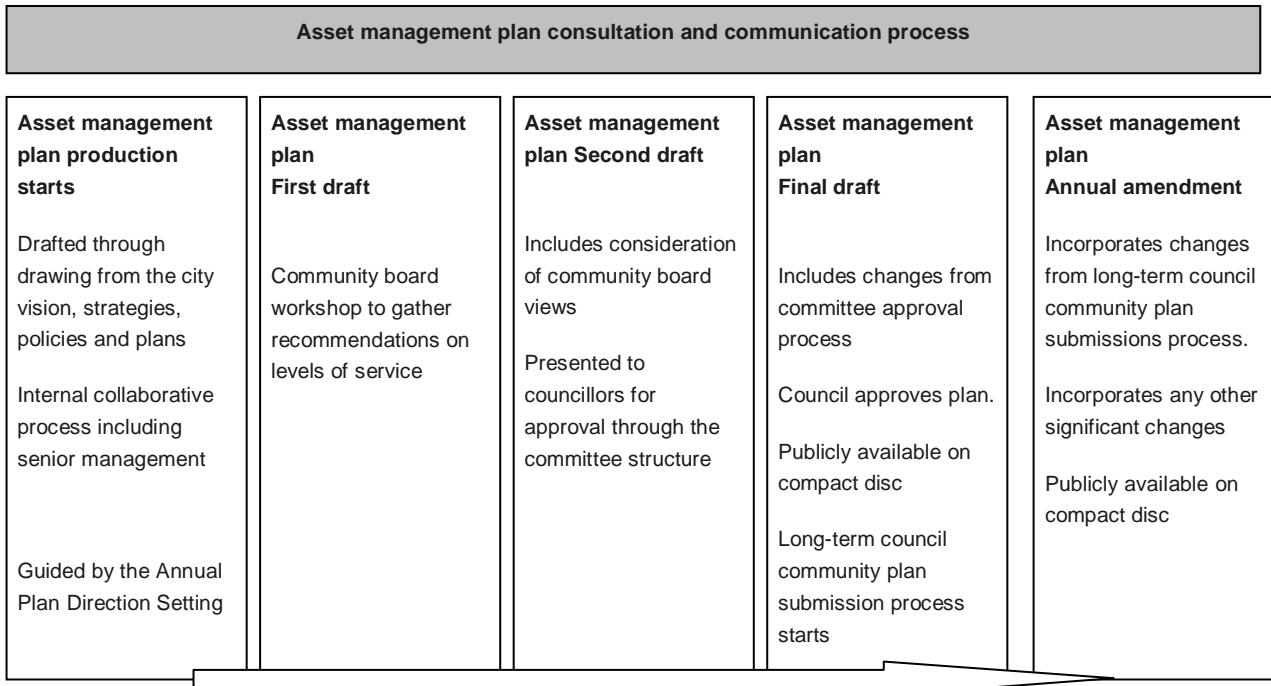 Asset management plan consultation and communication process
Asset management
plan production
starts
Drafted through
drawing from the city
vision, strategies,
policies and plans
Internal collaborative
process including
senior management
Guided by the Annual
Plan Direction Setting
Asset management
plan
First draft
Community board
workshop to gather
recommendations on
levels of service
Asset management
plan Second draft
Includes consideration
of community board
views
Presented to
councillors for
approval through the
committee structure
Asset management
plan
Final draft
Includes changes from
committee approval
process
Council approves plan.
Publicly available on
compact disc
Long-term council
community plan
submission process
starts
Asset management
plan
Annual amendment
Incorporates changes
from long-term council
community plan
submissions process.
Incorporates any other
significant changes
Publicly available on
compact disc